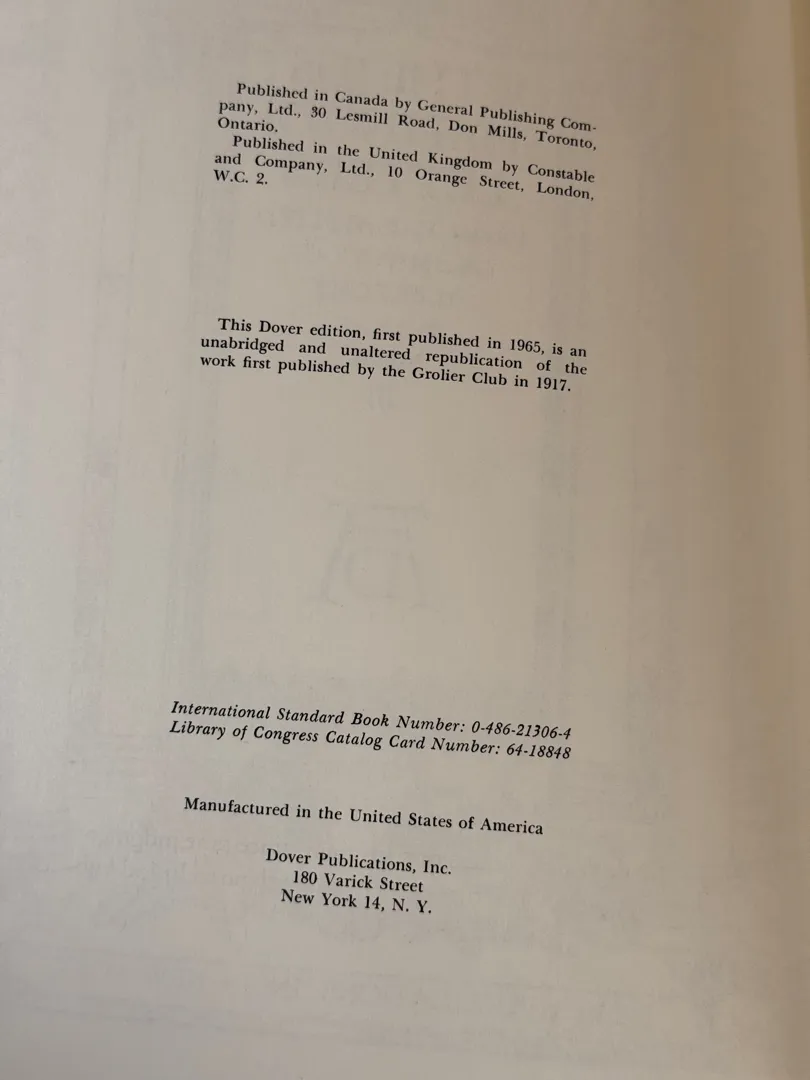 Published in Canada by General Publishing Com-
pany, Ltd., 30 Lesmill Road, Don Mills, Toronto,
Ontario.
Published in the United Kingdom by Constable
and Company, Ltd., 10 Orange Street, London,
W.C. 2.
This Dover edition, first published in 1965, is an
unabridged and unaltered republication of the
work first published by the Grolier Club in 1917.
International Standard Book Number: 0-486-21306-4
Library of Congress Catalog Card Number: 64-18848
Manufactured in the United States of America
Dover Publications, Inc.
180 Varick Street
New York 14, N. Y.